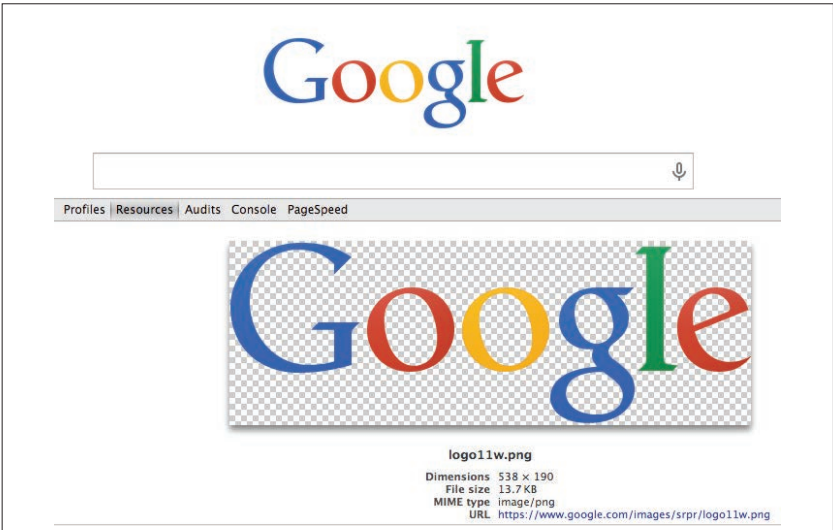 Google
Profiles Resources Audits Console PageSpeed
Google
logo11w.png
Dimensions 538 × 190
File size 13.7 KB
MIME type image/png
URL https://www.google.com/images/srpr/logo11w.png